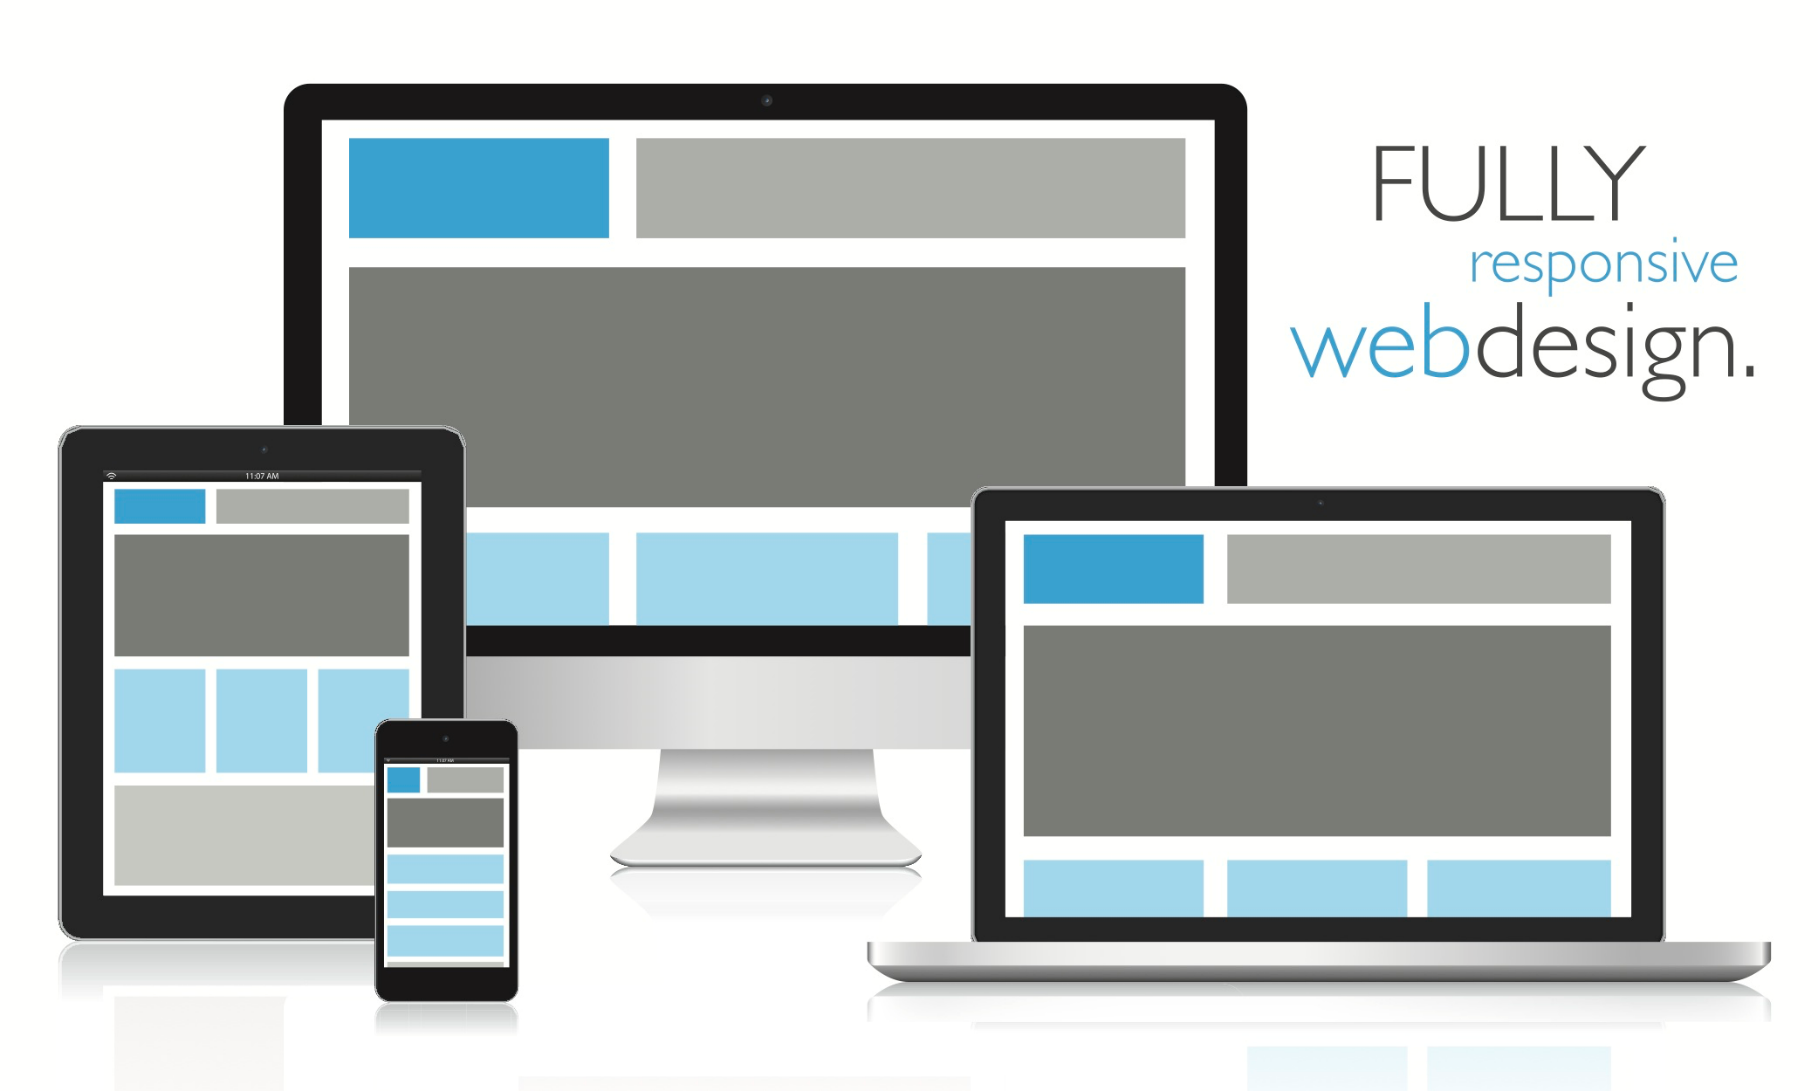 FULLY
responsive
webdesign.
11:07 AM